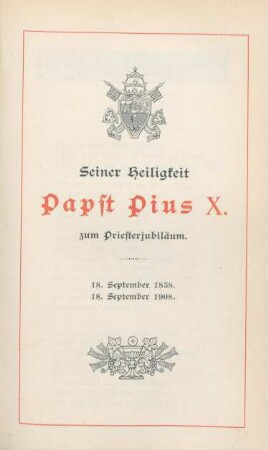 Seiner Heiligkeit
Papſt Pius X.
zum Prieſterjubiläum.
18. September 1858.
18. September 1908.